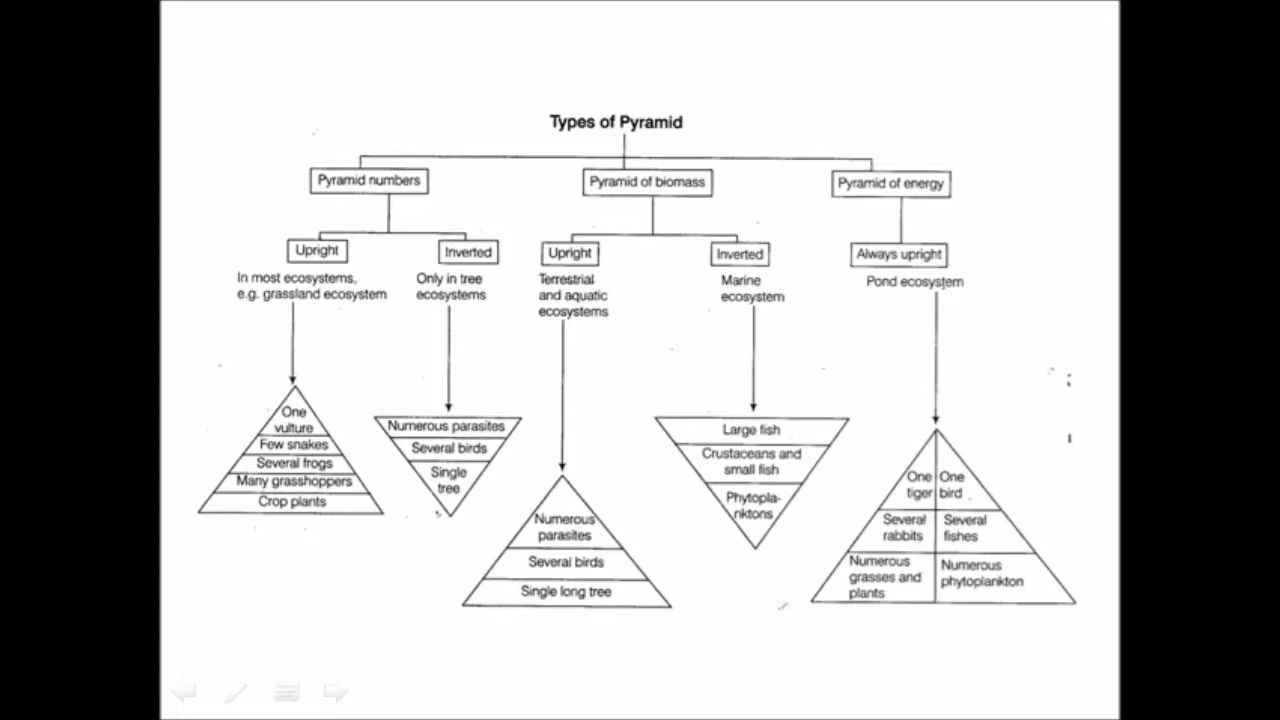 Types of Pyramid
Pyramid numbers
Pyramid of biomass
Pyramid of energy
Upright
Inverted
Upright
Inverted
Always upright
In most ecosystems,
e.g. grassland ecosystem
Only in tree
ecosystems
Terrestrial
and aquatic
ecosystems
Marine
ecosystem
Pond ecosystem
One
vulture
Few snakes
Several frogs
Many grasshoppers
Crop plants
Numerous parasites
Several birds
Single
tree
Numerous
parasites
Several birds
Single long tree
Large fish
Crustaceans and
small fish
Phytopla-
nktons
One
tiger
Several
rabbits
Numerous
grasses and
plants
One
bird
Several
fishes
Numerous
phytoplankton